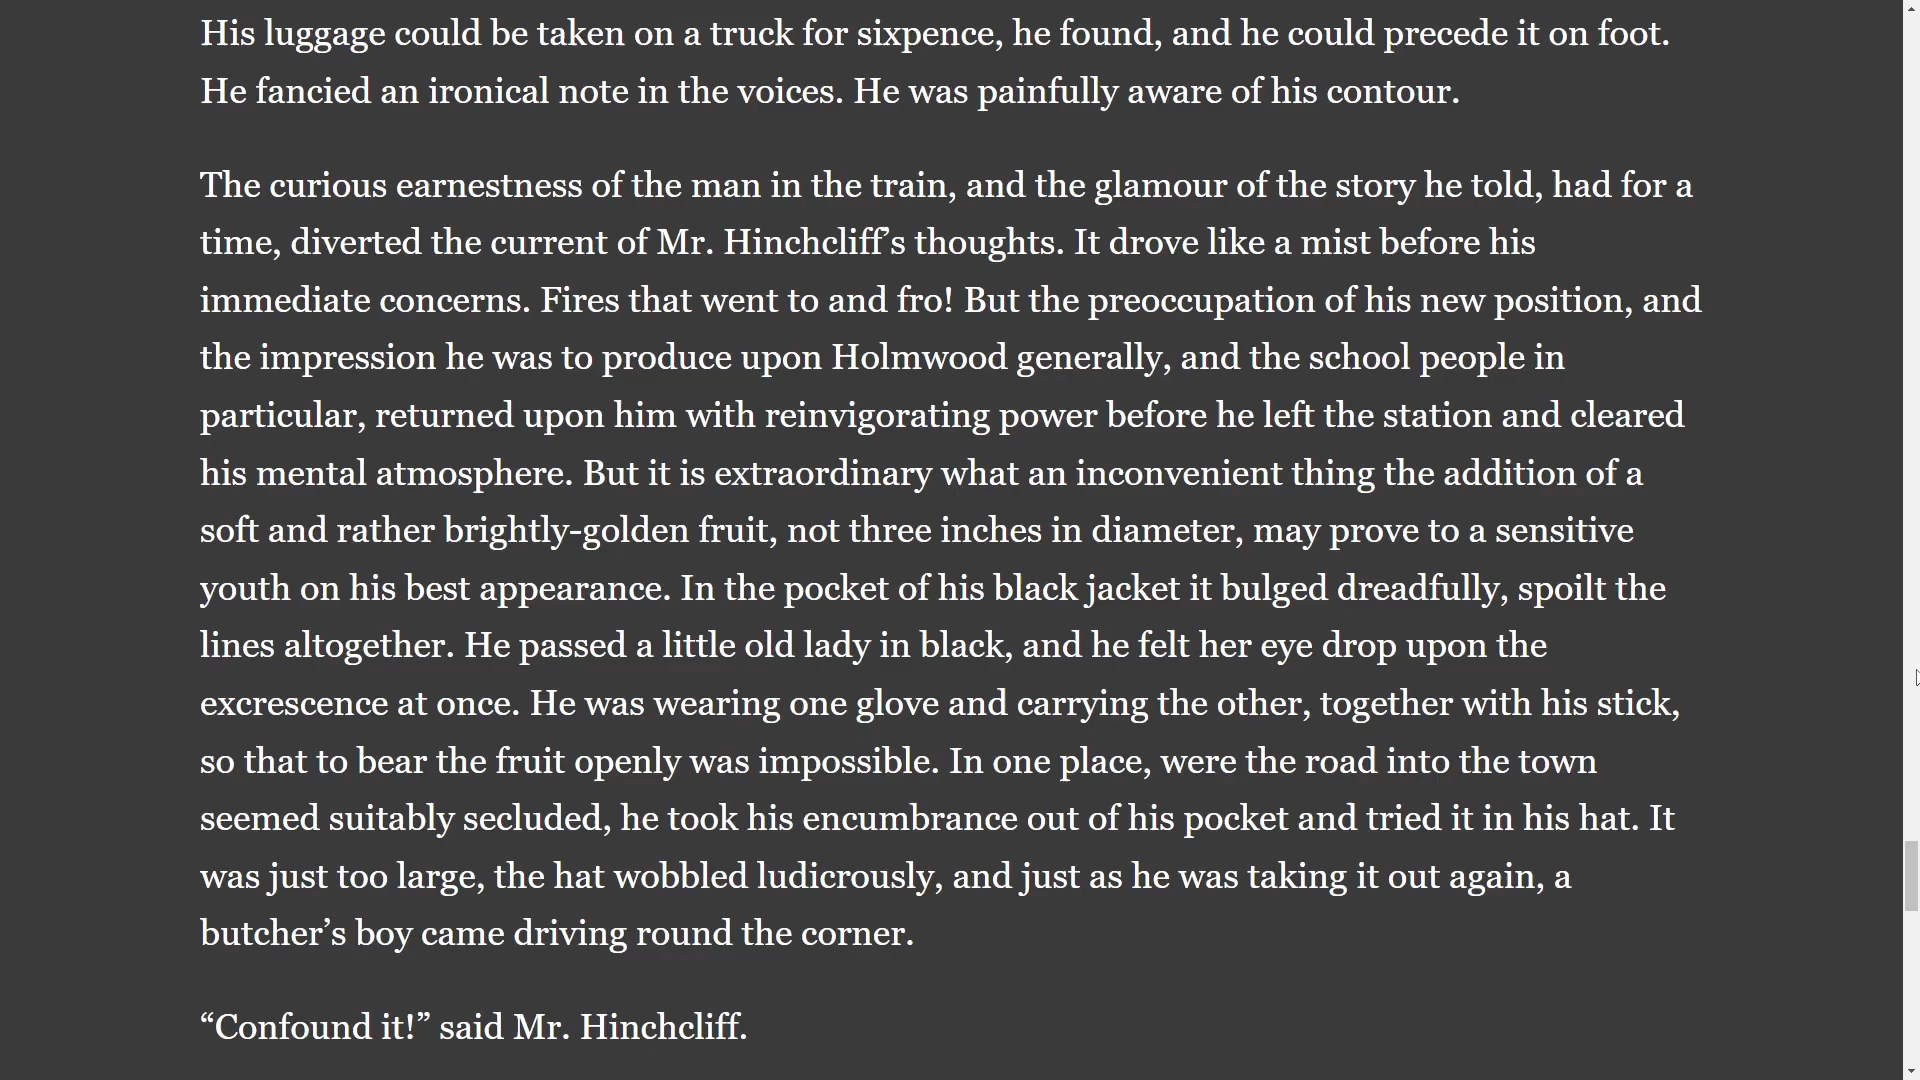 His luggage could be taken on a truck for sixpence, he found, and he could precede it on foot.
He fancied an ironical note in the voices. He was painfully aware of his contour.
The curious earnestness of the man in the train, and the glamour of the story he told, had for a
time, diverted the current of Mr. Hinchcliff’s thoughts. It drove like a mist before his
immediate concerns. Fires that went to and fro! But the preoccupation of his new position, and
the impression he was to produce upon Holmwood generally, and the school people in
particular, returned upon him with reinvigorating power before he left the station and cleared
his mental atmosphere. But it is extraordinary what an inconvenient thing the addition of a
soft and rather brightly-golden fruit, not three inches in diameter, may prove to a sensitive
youth on his best appearance. In the pocket of his black jacket it bulged dreadfully, spoilt the
lines altogether. He passed a little old lady in black, and he felt her eye drop upon the
excrescence at once. He was wearing one glove and carrying the other, together with his stick,
so that to bear the fruit openly was impossible. In one place, were the road into the town
seemed suitably secluded, he took his encumbrance out of his pocket and tried it in his hat. It
was just too large, the hat wobbled ludicrously, and just as he was taking it out again, a
butcher’s boy came driving round the corner.
“Confound it!” said Mr. Hinchcliff.